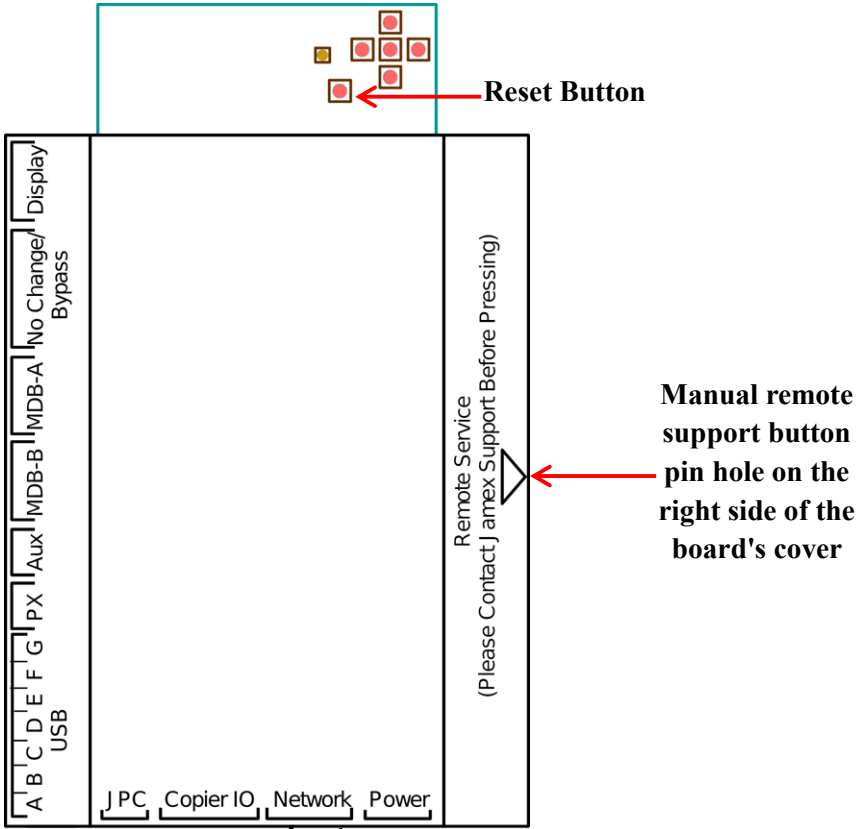 Reset Button
Display
No Change/
Bypass
MDB-A
MDB-B
Aux
PX
A B C D E F G
USB
Remote Service
(Please Contact Jamex Support Before Pressing)
Manual remote
support button
pin hole on the
right side of the
board's cover
JPC Copier IO Network Power